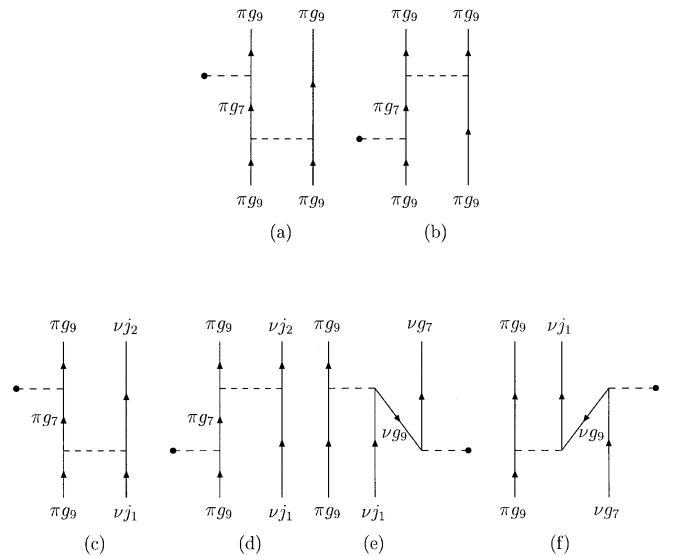 πg₉ πg₉ πg₉ πg₉
πg₇ πg₇
πg₉ πg₉ πg₉ πg₉
(a) (b)
πg₉ νj₂ πg₉ νj₂ πg₉ νg₇ πg₉ νj₁
πg₇ πg₇ νg₉ νg₉
πg₉ νj₁ πg₉ νj₁ πg₉ νj₁ πg₉ νg₇
(c) (d) (e) (f)